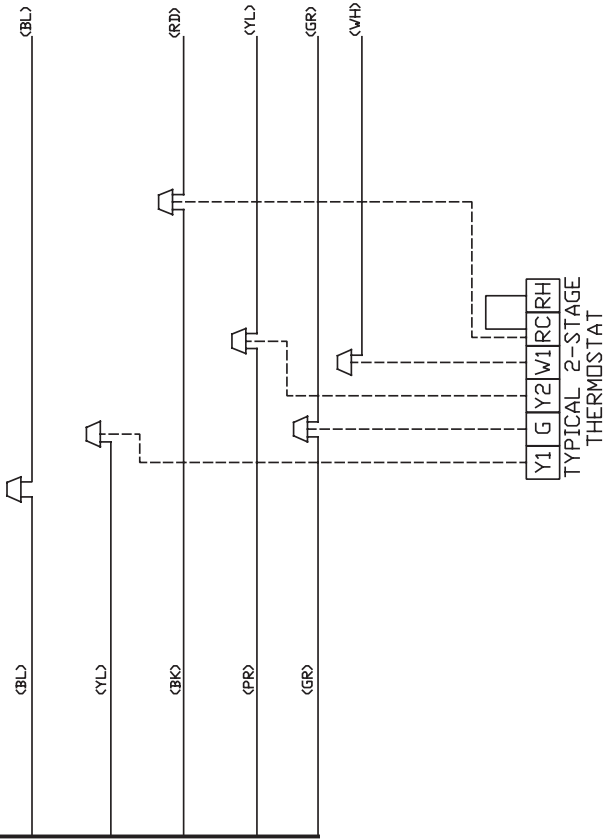 (BL)
(RD)
(YL)
(GR)
(WH)
(BL)
(YL)
(BK)
(PR)
(GR)
Y1 G Y2 W1 RC RH
TYPICAL 2-STAGE
THERMOSTAT